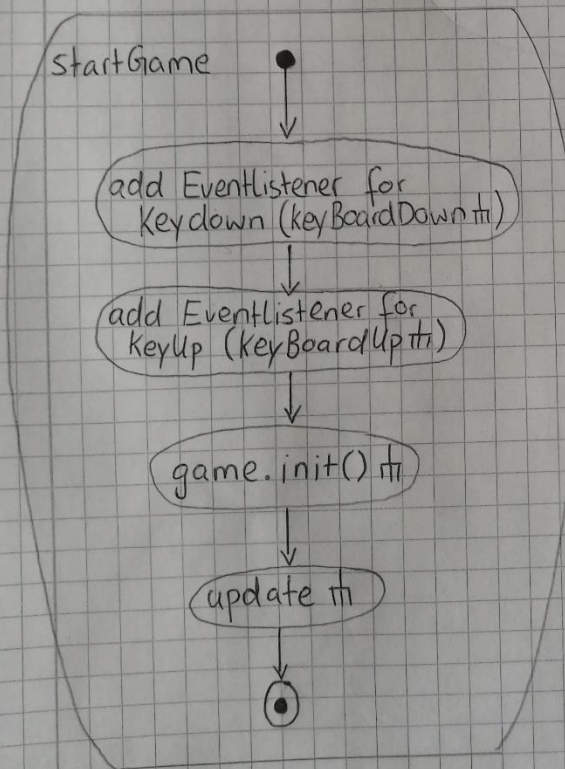 startGame
add Eventlistener for
Keydown (keyBoardDown)
add Eventlistener for
KeyUp (KeyBoardUp)
game.init()
update